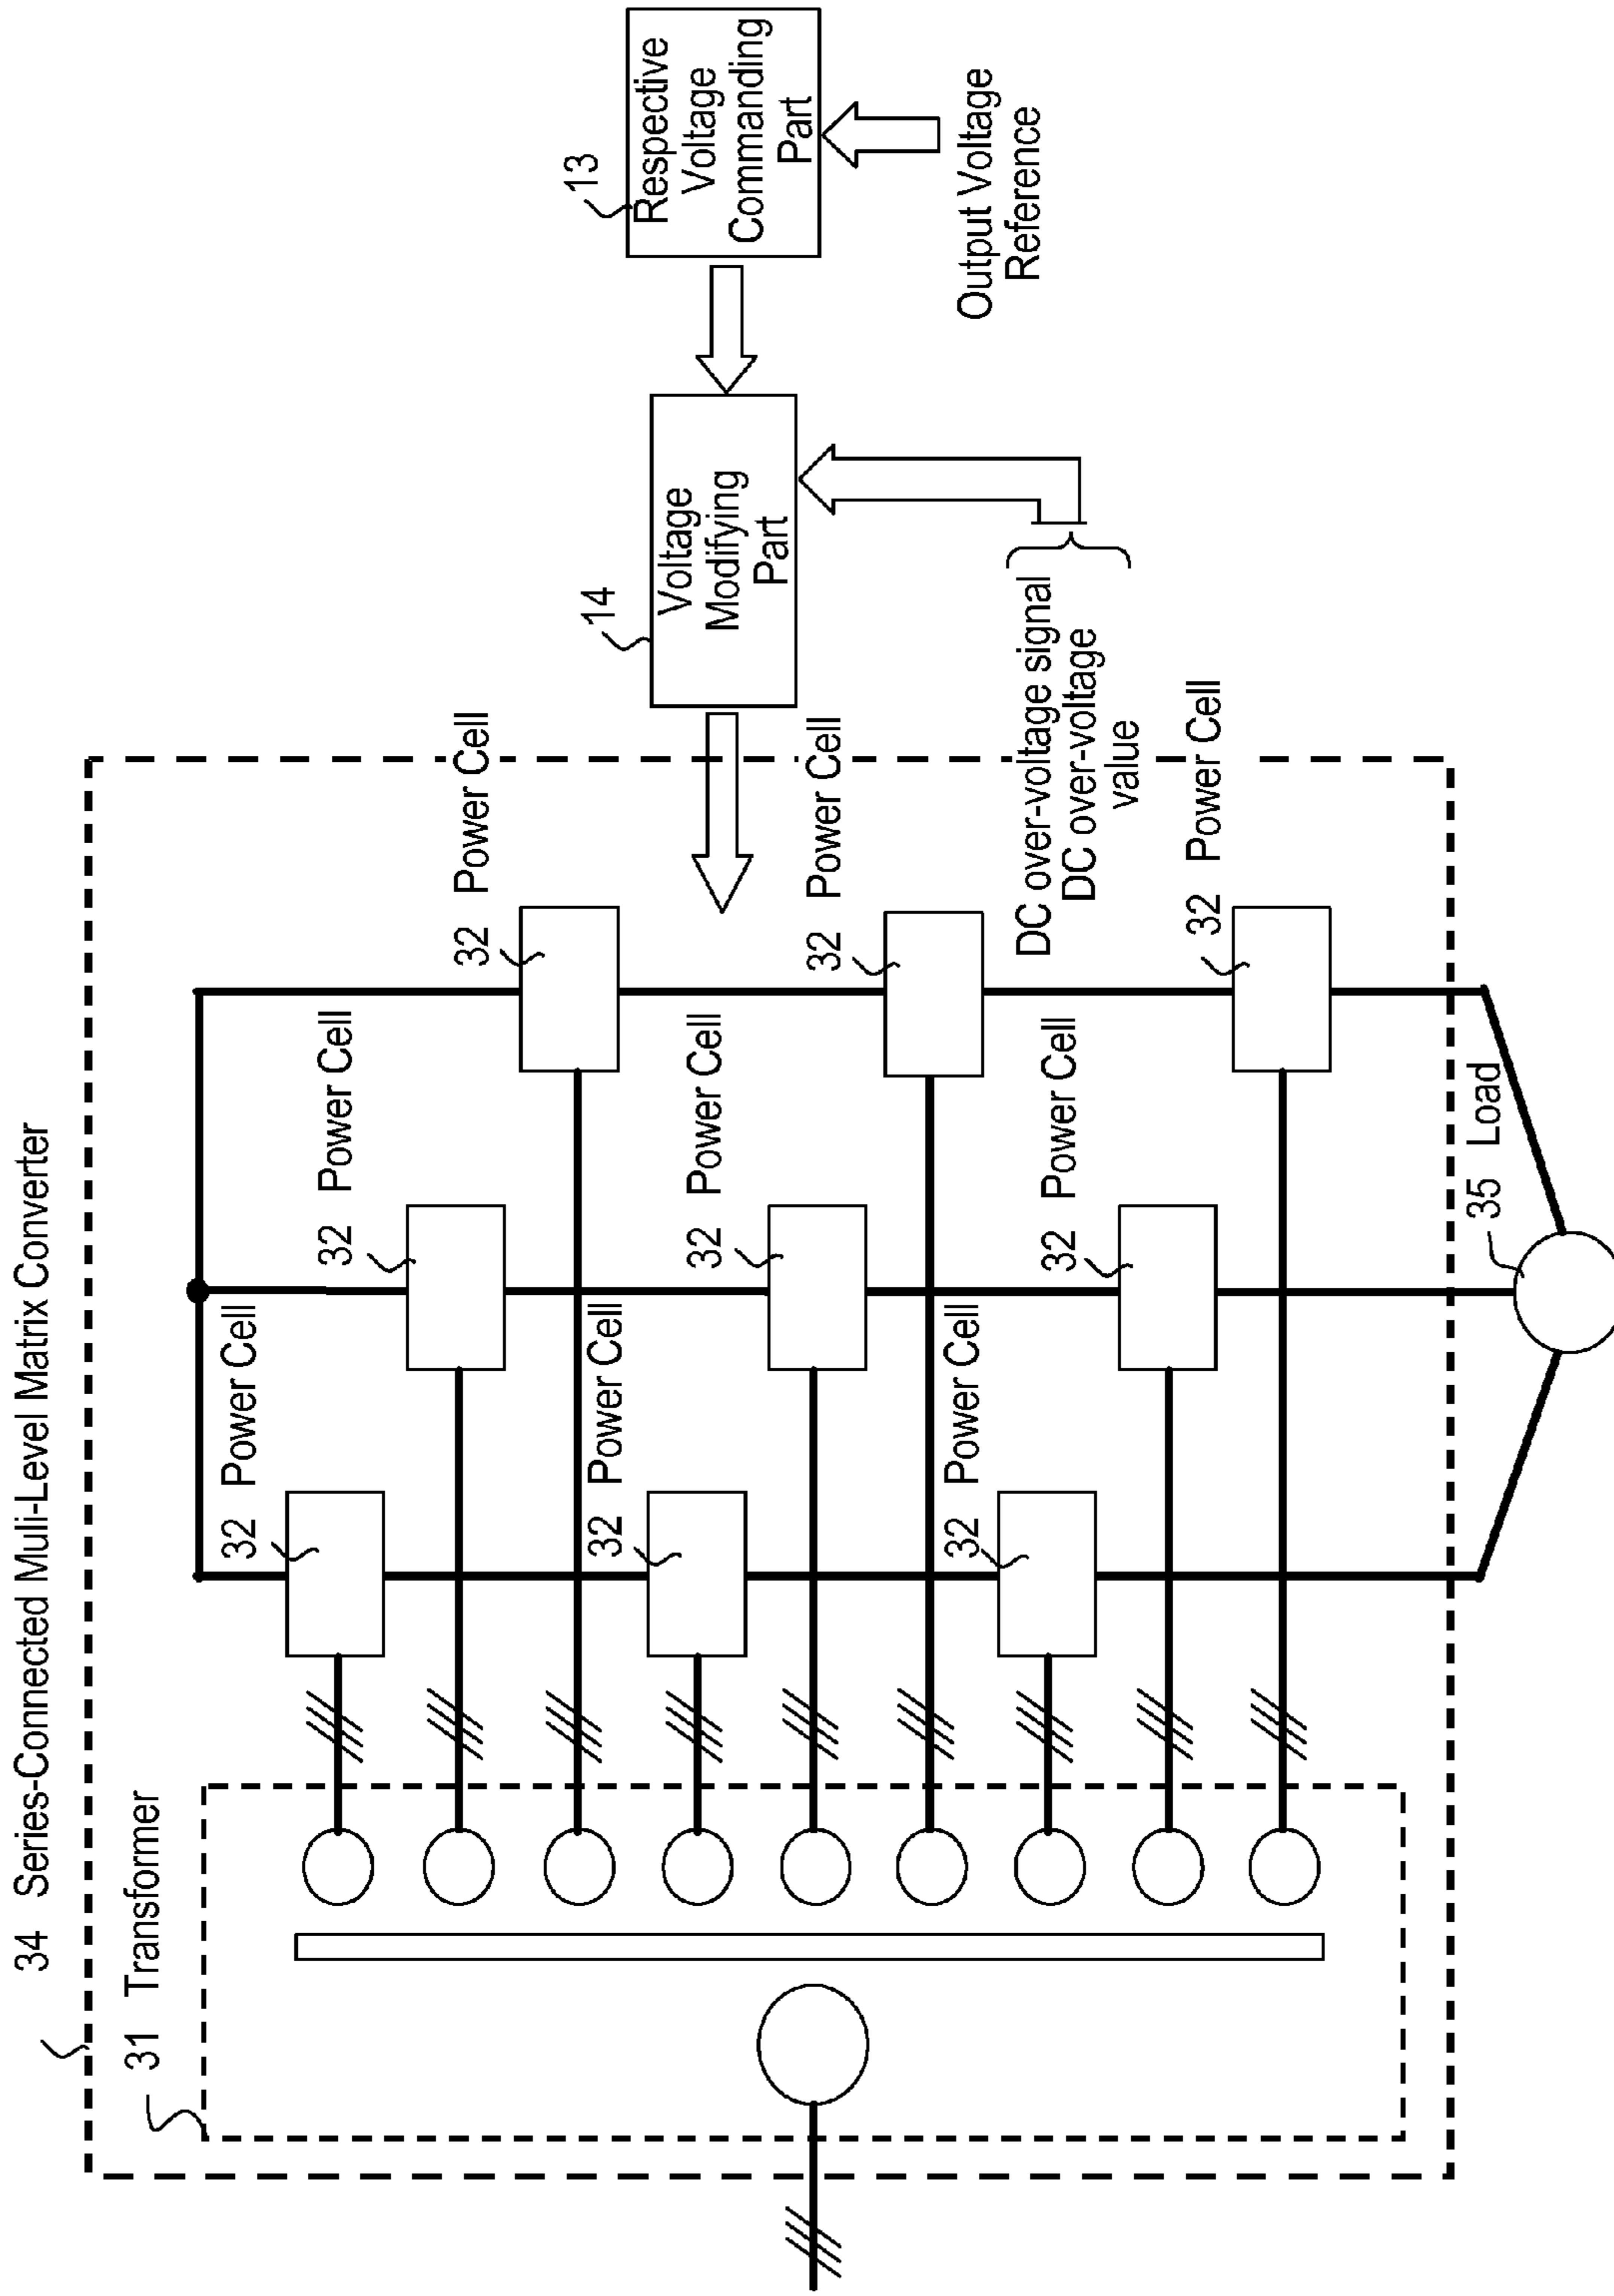 34 Series-Connected Muli-Level Matrix Converter
31 Transformer
32 Power Cell
32 Power Cell
32 Power Cell
32 Power Cell
32 Power Cell
32 Power Cell
32 Power Cell
32 Power Cell
32 Power Cell
35 Load
14
Voltage
Modifying
Part
13
Respective
Voltage
Commanding
Part
Output Voltage
Reference
DC over-voltage signal
DC over-voltage
value